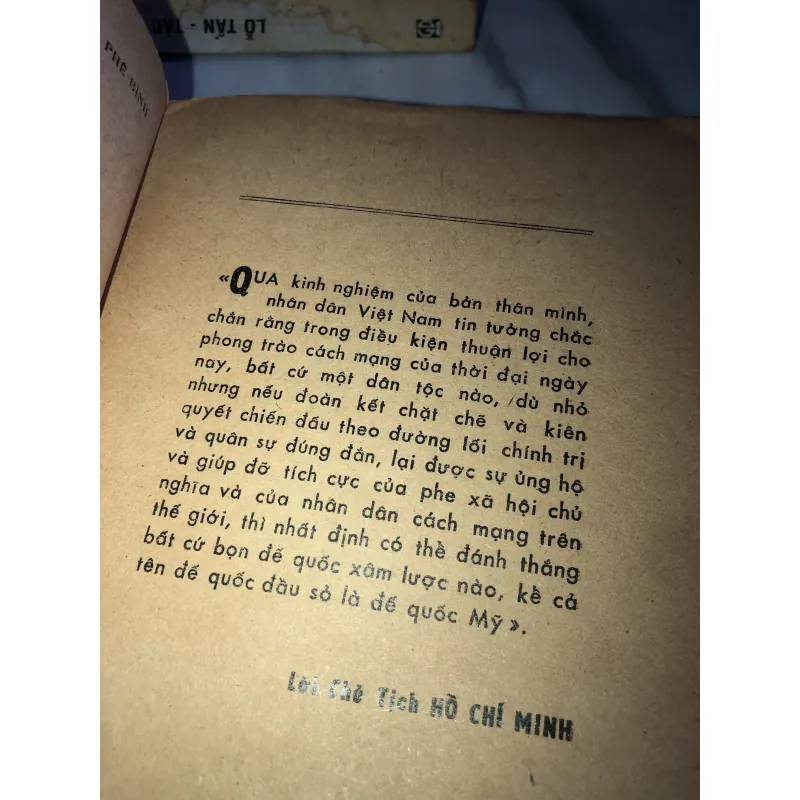 LỖ TẤN - TÁC
PHÊ BÌNH
«QUA kinh nghiệm của bản thân mình,
nhân dân Việt Nam tin tưởng chắc
chắn rằng trong điều kiện thuận lợi cho
phong trào cách mạng của thời đại ngày
nay, bất cứ một dân tộc nào, dù nhỏ
nhưng nếu đoàn kết chặt chẽ và kiên
quyết chiến đấu theo đường lối chính trị
và quân sự đúng đắn, lại được sự ủng hộ
và giúp đỡ tích cực của phe xã hội chủ
nghĩa và của nhân dân cách mạng trên
thế giới, thì nhất định có thể đánh thắng
bất cứ bọn đế quốc xâm lược nào, kể cả
tên đế quốc đầu sỏ là đế quốc Mỹ».
Lời Chủ Tịch HỒ CHÍ MINH